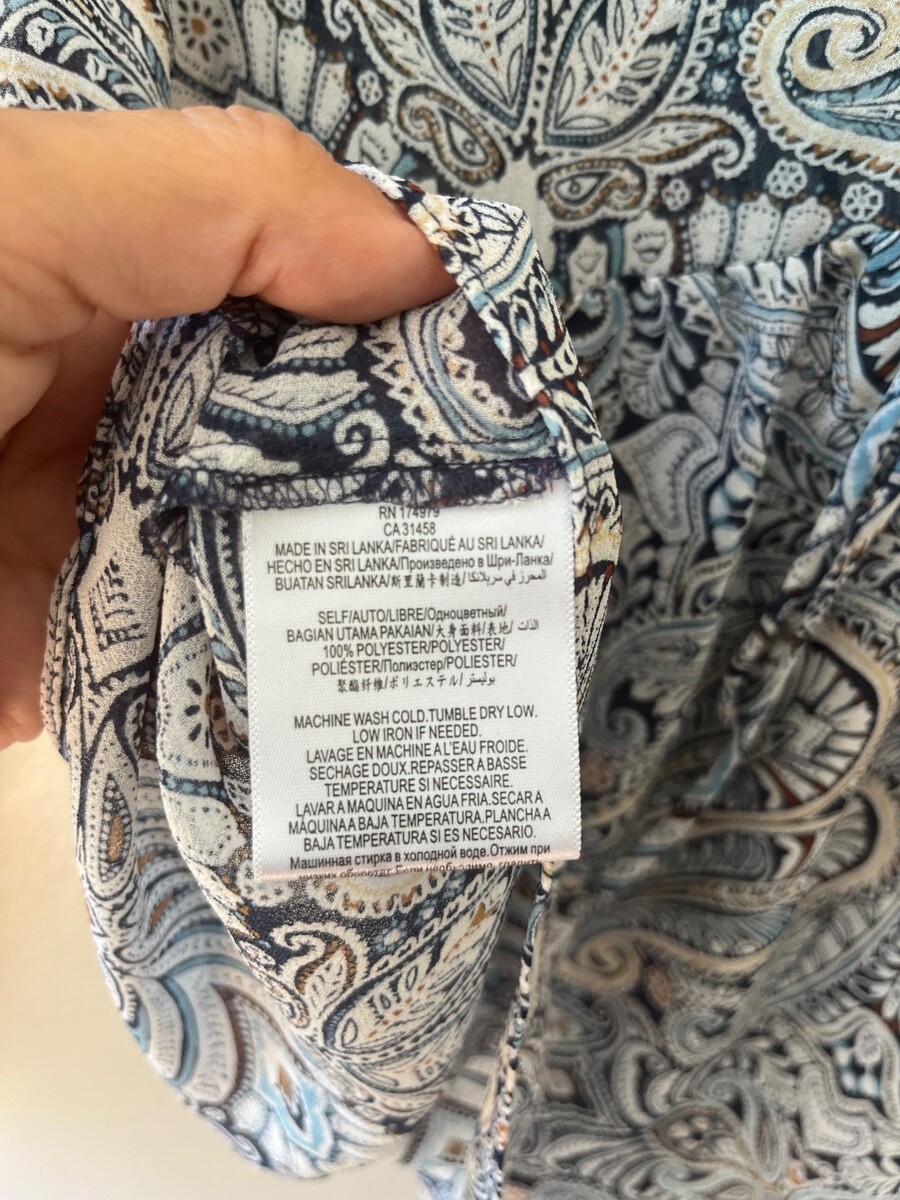 RN 174979
CA 31458
MADE IN SRI LANKA/FABRIQUÉ AU SRI LANKA/
HECHO EN SRI LANKA/Произведено в Шри-Ланка/
BUATAN SRILANKA/斯里蘭卡制造/المحرز في سريلانكا
SELF/AUTO/LIBRE/Одноцветный/
BAGIAN UTAMA PAKAIAN/大身面料/表地/ الذات
100% POLYESTER/POLYESTER/
POLIÉSTER/Полиэстер/POLIESTER/
聚酯纤维/ポリエステル/بوليستر
MACHINE WASH COLD.TUMBLE DRY LOW.
LOW IRON IF NEEDED.
LAVAGE EN MACHINE A L'EAU FROIDE.
SECHAGE DOUX.REPASSER A BASSE
TEMPERATURE SI NECESSAIRE.
LAVAR A MAQUINA EN AGUA FRIA.SECAR A
MÁQUINA A BAJA TEMPERATURA.PLANCHA A
BAJA TEMPERATURA SI ES NECESARIO.
Машинная стирка в холодной воде.Отжим при